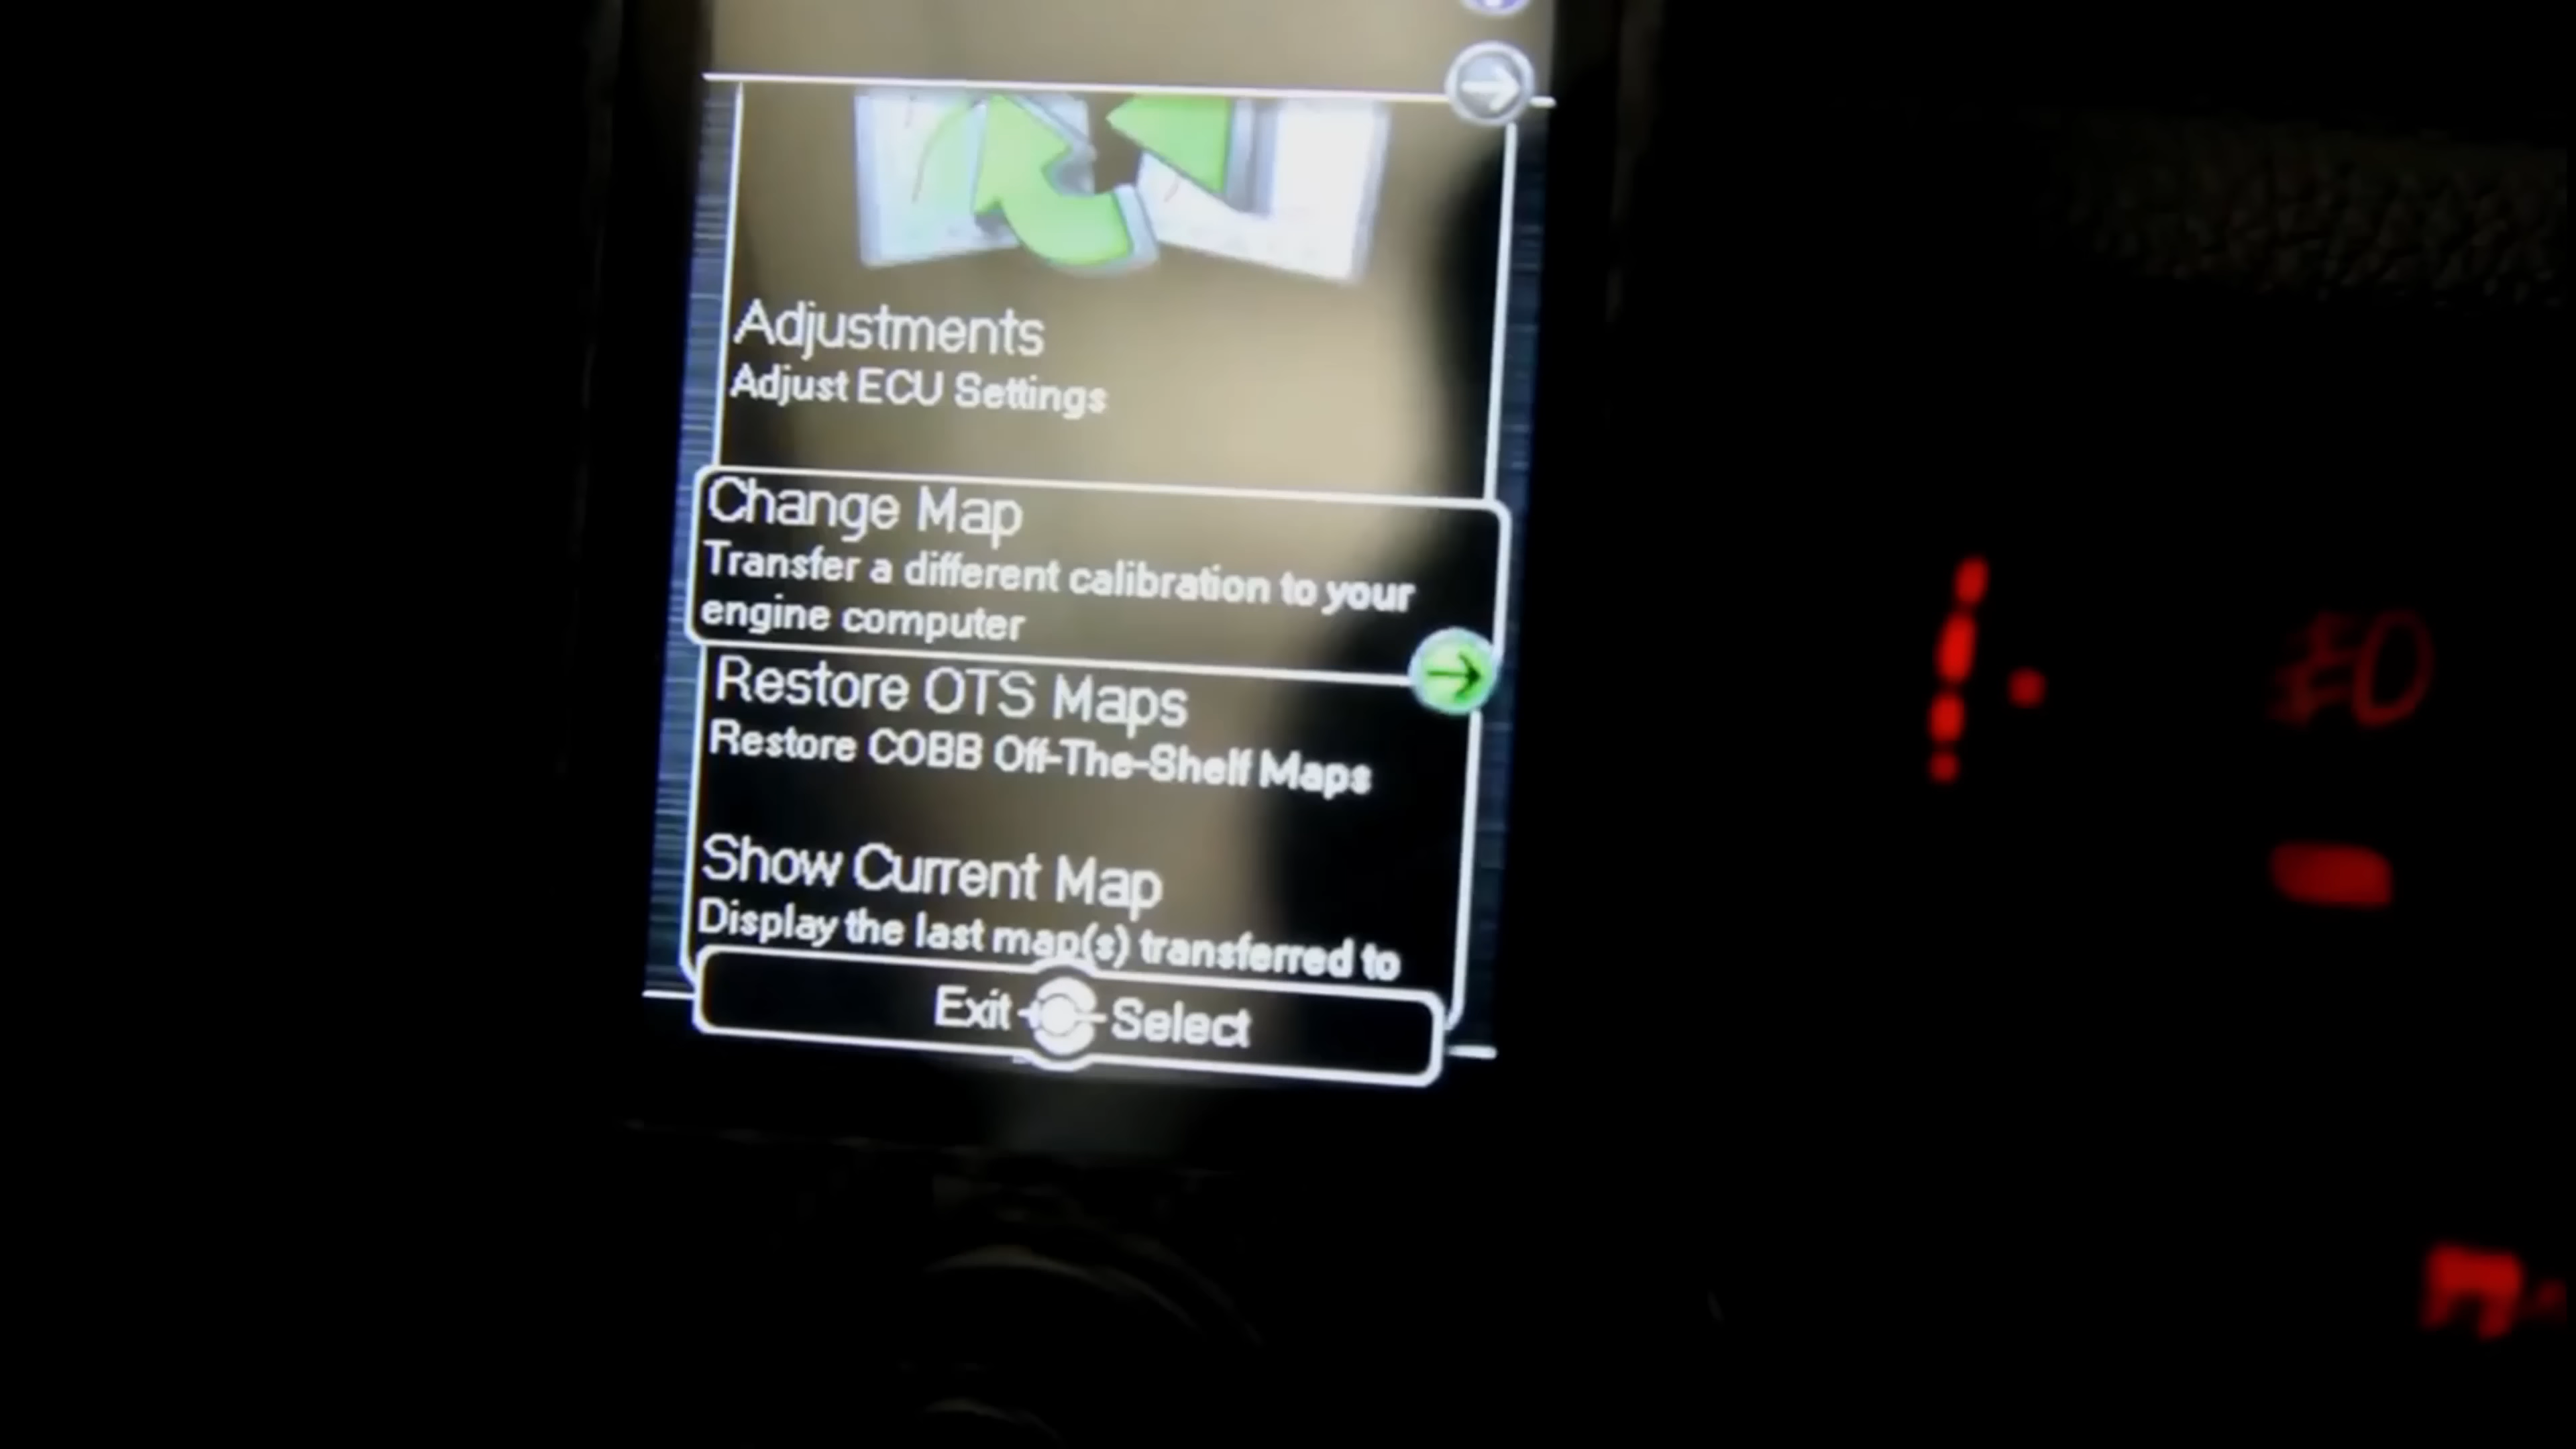 Adjustments
Adjust ECU Settings
Change Map
Transfer a different calibration to your
engine computer
Restore OTS Maps
Restore COBB Off-The-Shelf Maps
Show Current Map
Display the last map(s) transferred to
Exit Select